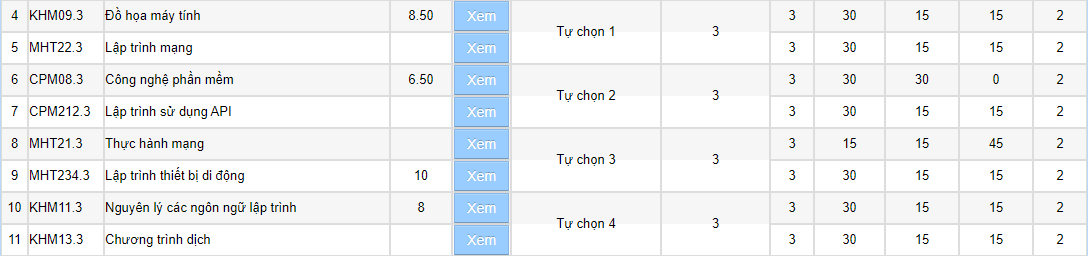 4 KHM09.3 Đồ họa máy tính 8.50 Xem Tự chọn 1 3 3 30 15 15 2
5 MHT22.3 Lập trình mạng Xem 3 30 15 15 2
6 CPM08.3 Công nghệ phần mềm 6.50 Xem Tự chọn 2 3 3 30 30 0 2
7 CPM212.3 Lập trình sử dụng API Xem 3 30 15 15 2
8 MHT21.3 Thực hành mạng Xem Tự chọn 3 3 3 15 15 45 2
9 MHT234.3 Lập trình thiết bị di động 10 Xem 3 30 15 15 2
10 KHM11.3 Nguyên lý các ngôn ngữ lập trình 8 Xem Tự chọn 4 3 3 30 15 15 2
11 KHM13.3 Chương trình dịch Xem 3 30 15 15 2